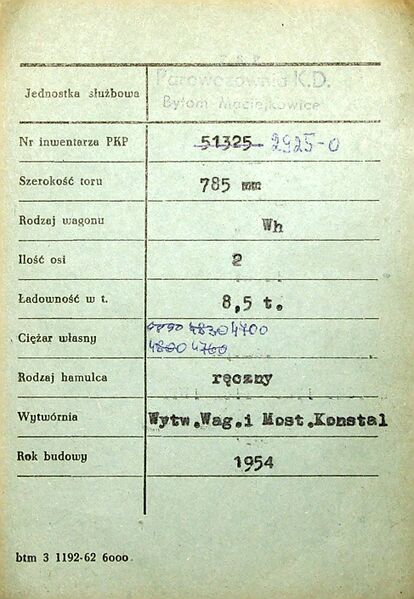 P.K.P.
Parowozownia K.D.
Jednostka służbowa
Bytom Maciejkowice
Nr inwentarza PKP 51325 2925-0
Szerokość toru 785 mm
Rodzaj wagonu Wh
Ilość osi 2
Ładowność w t. 8,5 t.
Ciężar własny 4830 4700
4800 4760
Rodzaj hamulca ręczny
Wytwórnia Wytw.Wag.i Most.Konstal
Rok budowy 1954
btm 3 1192-62 6000